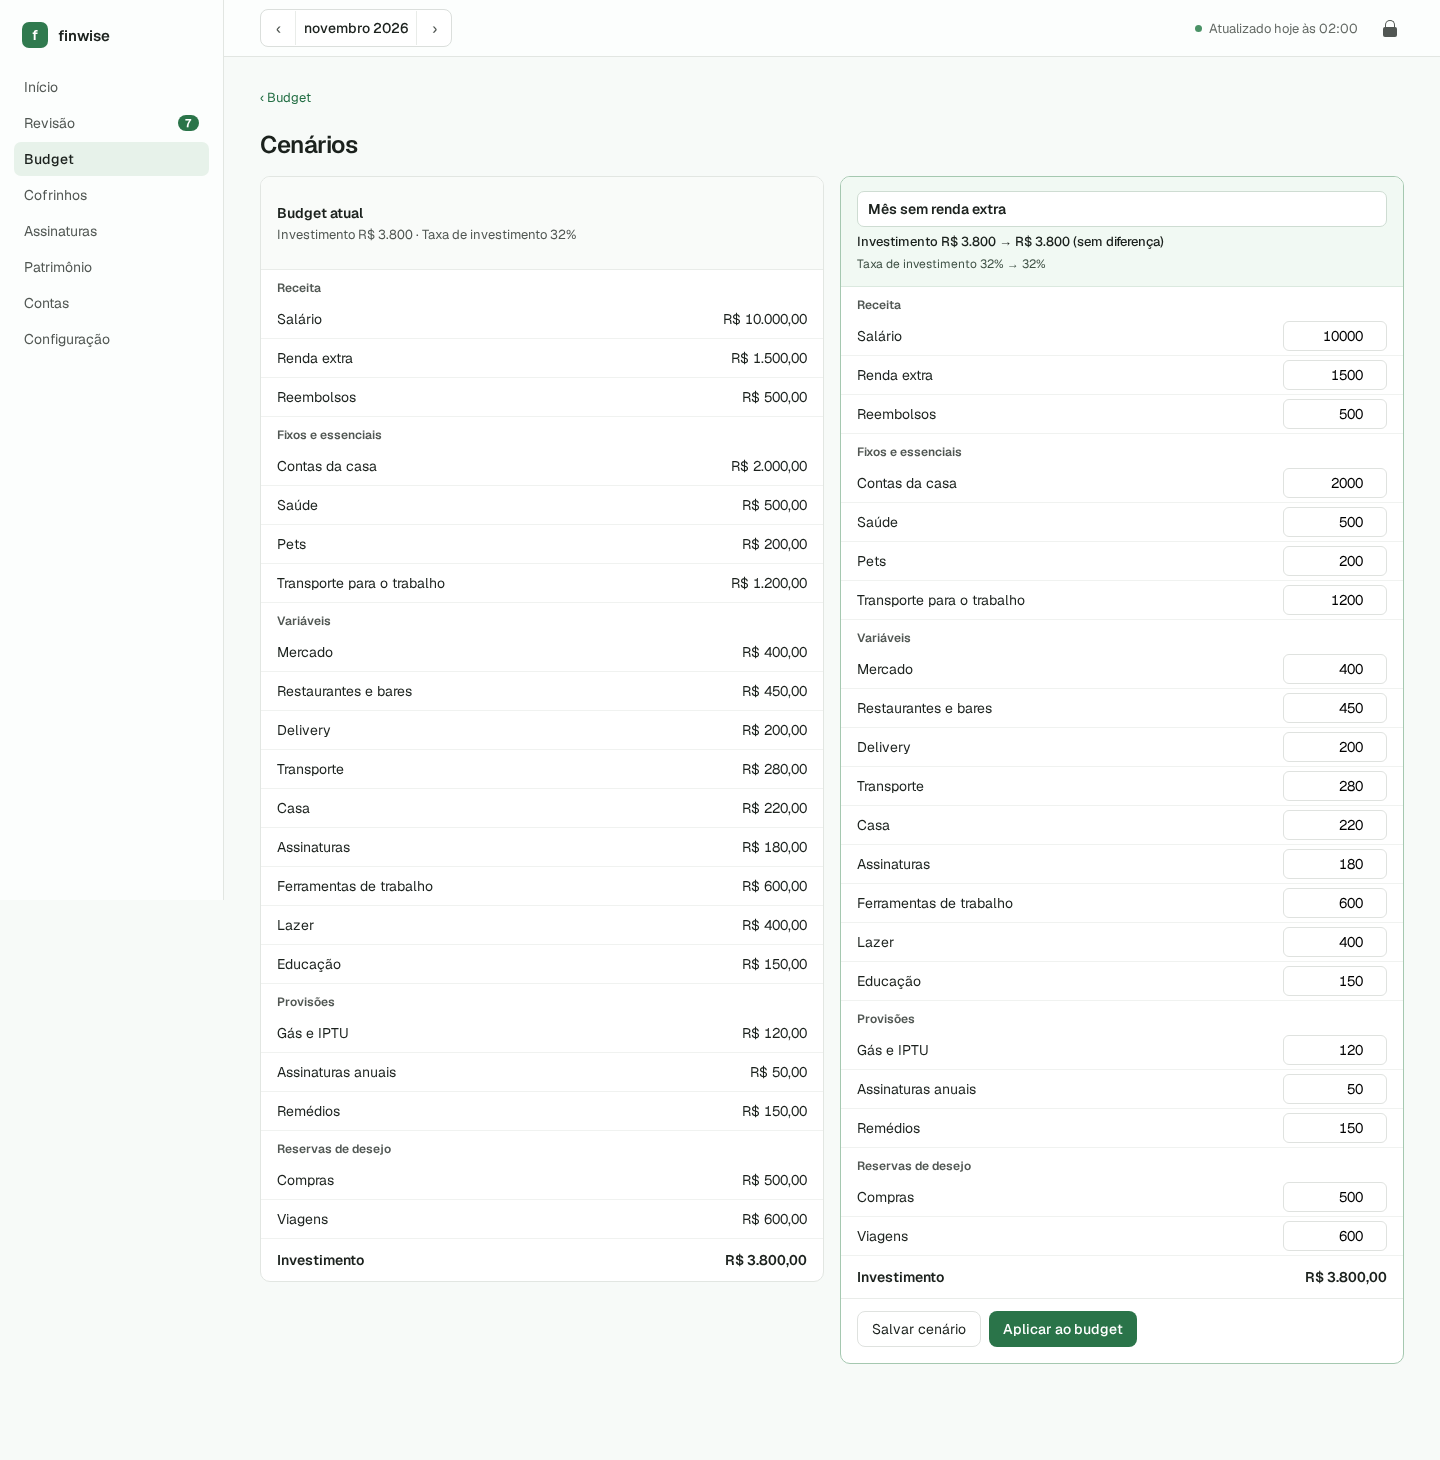 f finwise
Início
Revisão 7
Budget
Cofrinhos
Assinaturas
Patrimônio
Contas
Configuração
‹ novembro 2026 ›
Atualizado hoje às 02:00
‹ Budget
Cenários
Budget atual
Investimento R$ 3.800 · Taxa de investimento 32%
Receita
Salário R$ 10.000,00
Renda extra R$ 1.500,00
Reembolsos R$ 500,00
Fixos e essenciais
Contas da casa R$ 2.000,00
Saúde R$ 500,00
Pets R$ 200,00
Transporte para o trabalho R$ 1.200,00
Variáveis
Mercado R$ 400,00
Restaurantes e bares R$ 450,00
Delivery R$ 200,00
Transporte R$ 280,00
Casa R$ 220,00
Assinaturas R$ 180,00
Ferramentas de trabalho R$ 600,00
Lazer R$ 400,00
Educação R$ 150,00
Provisões
Gás e IPTU R$ 120,00
Assinaturas anuais R$ 50,00
Remédios R$ 150,00
Reservas de desejo
Compras R$ 500,00
Viagens R$ 600,00
Investimento R$ 3.800,00
Mês sem renda extra
Investimento R$ 3.800 → R$ 3.800 (sem diferença)
Taxa de investimento 32% → 32%
Receita
Salário 10000
Renda extra 1500
Reembolsos 500
Fixos e essenciais
Contas da casa 2000
Saúde 500
Pets 200
Transporte para o trabalho 1200
Variáveis
Mercado 400
Restaurantes e bares 450
Delivery 200
Transporte 280
Casa 220
Assinaturas 180
Ferramentas de trabalho 600
Lazer 400
Educação 150
Provisões
Gás e IPTU 120
Assinaturas anuais 50
Remédios 150
Reservas de desejo
Compras 500
Viagens 600
Investimento R$ 3.800,00
Salvar cenário Aplicar ao budget